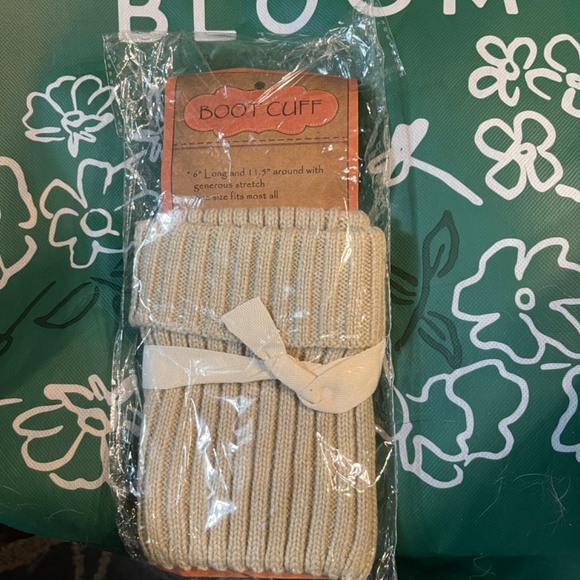 BLOOM
BOOT CUFF
* 6" Long and 11.5" around with
generous stretch
size fits most all